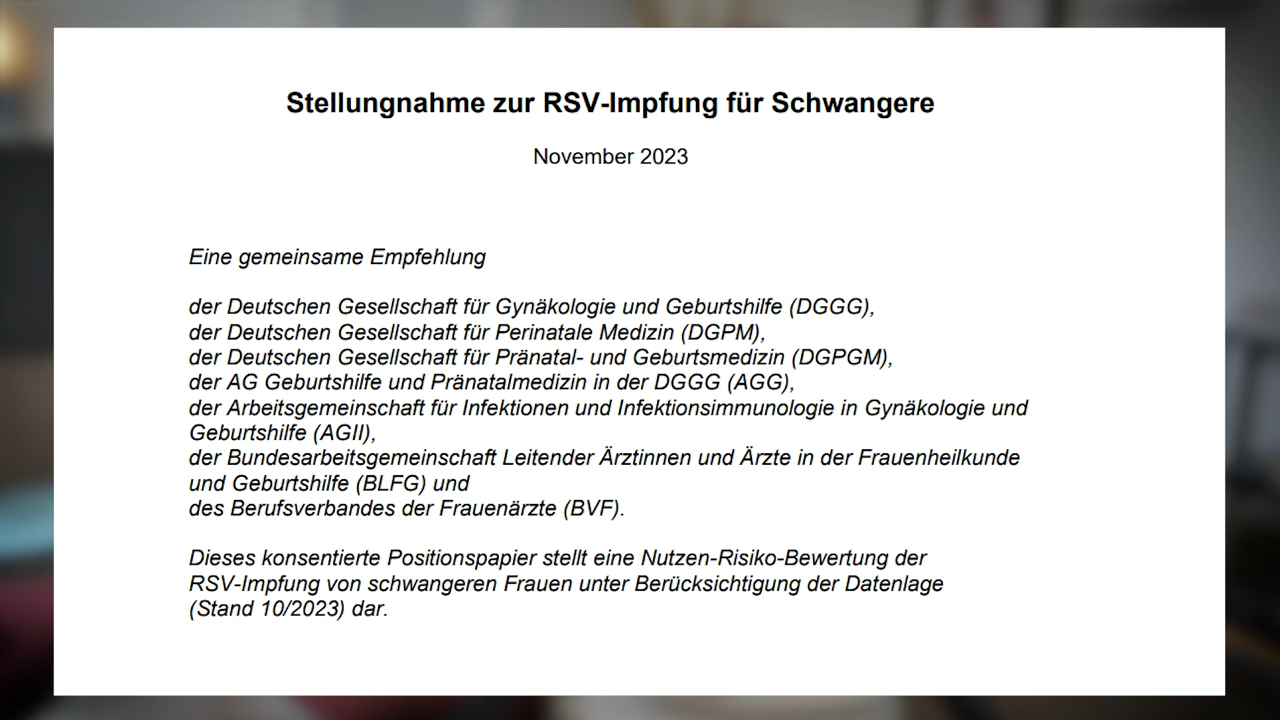 Stellungnahme zur RSV-Impfung für Schwangere
November 2023
Eine gemeinsame Empfehlung
der Deutschen Gesellschaft für Gynäkologie und Geburtshilfe (DGGG),
der Deutschen Gesellschaft für Perinatale Medizin (DGPM),
der Deutschen Gesellschaft für Pränatal- und Geburtsmedizin (DGPGM),
der AG Geburtshilfe und Pränatalmedizin in der DGGG (AGG),
der Arbeitsgemeinschaft für Infektionen und Infektionsimmunologie in Gynäkologie und
Geburtshilfe (AGII),
der Bundesarbeitsgemeinschaft Leitender Ärztinnen und Ärzte in der Frauenheilkunde
und Geburtshilfe (BLFG) und
des Berufsverbandes der Frauenärzte (BVF).
Dieses konsentierte Positionspapier stellt eine Nutzen-Risiko-Bewertung der
RSV-Impfung von schwangeren Frauen unter Berücksichtigung der Datenlage
(Stand 10/2023) dar.